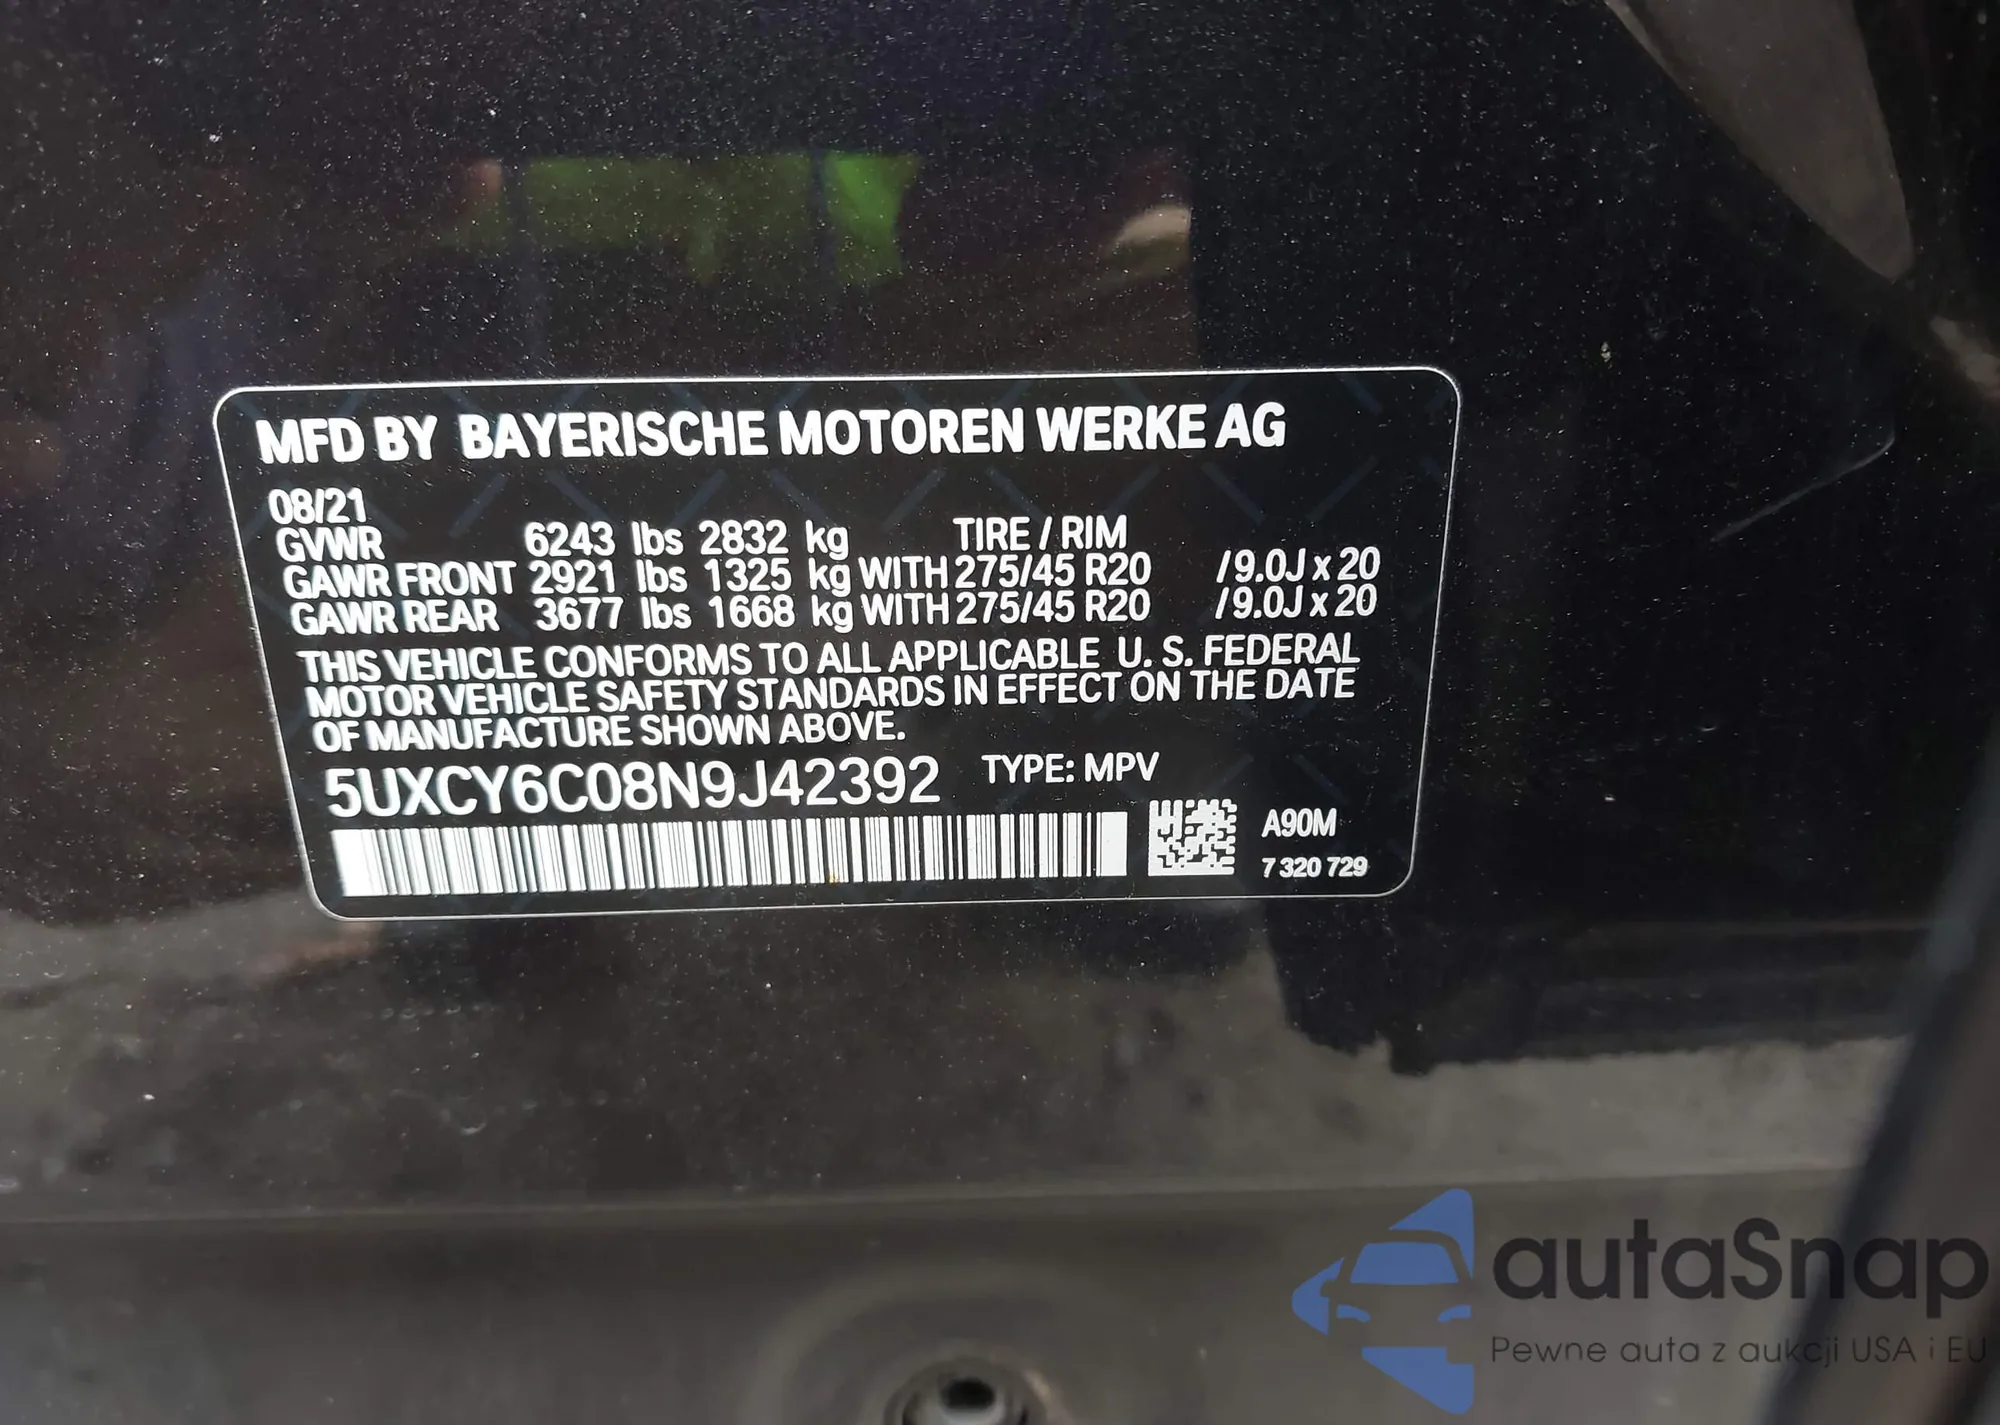 MFD BY BAYERISCHE MOTOREN WERKE AG
08/21
GVWR 6243 lbs 2832 kg TIRE / RIM
GAWR FRONT 2921 lbs 1325 kg WITH 275/45 R20 /9.0J x 20
GAWR REAR 3677 lbs 1668 kg WITH 275/45 R20 /9.0J x 20
THIS VEHICLE CONFORMS TO ALL APPLICABLE U. S. FEDERAL
MOTOR VEHICLE SAFETY STANDARDS IN EFFECT ON THE DATE
OF MANUFACTURE SHOWN ABOVE.
5UXCY6C08N9J42392 TYPE: MPV
A90M
7 320 729
autaSnap
Pewne auta z aukcji USA i EU